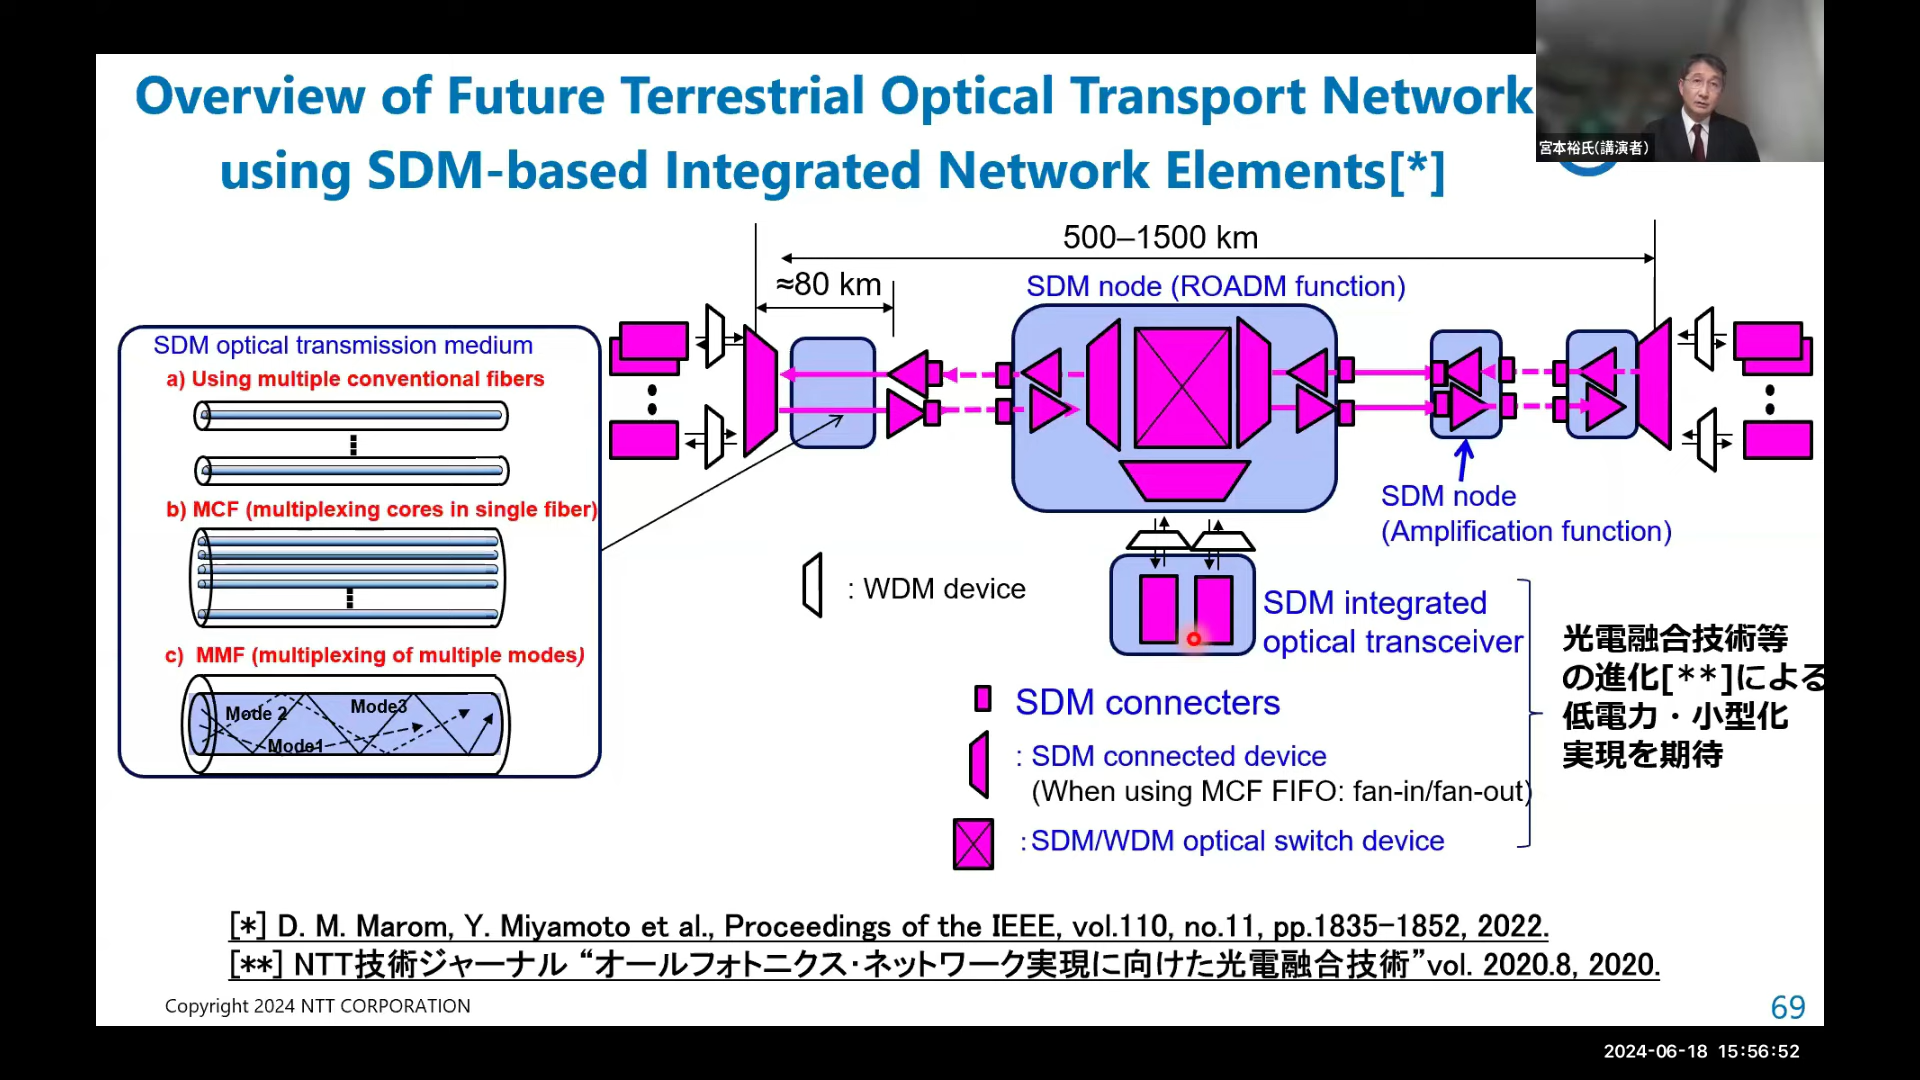 Overview of Future Terrestrial Optical Transport Network
using SDM-based Integrated Network Elements[*]
宮本裕氏(講演者)
500–1500 km
≈80 km
SDM node (ROADM function)
SDM optical transmission medium
a) Using multiple conventional fibers
b) MCF (multiplexing cores in single fiber)
c) MMF (multiplexing of multiple modes)
Mode 2
Mode3
Mode1
SDM node
(Amplification function)
: WDM device
SDM integrated
optical transceiver
SDM connecters
: SDM connected device
(When using MCF FIFO: fan-in/fan-out)
:SDM/WDM optical switch device
光電融合技術等
の進化[**]による
低電力・小型化
実現を期待
[*] D. M. Marom, Y. Miyamoto et al., Proceedings of the IEEE, vol.110, no.11, pp.1835-1852, 2022.
[**] NTT技術ジャーナル “オールフォトニクス・ネットワーク実現に向けた光電融合技術”vol. 2020.8, 2020.
Copyright 2024 NTT CORPORATION
69
2024-06-18 15:56:52